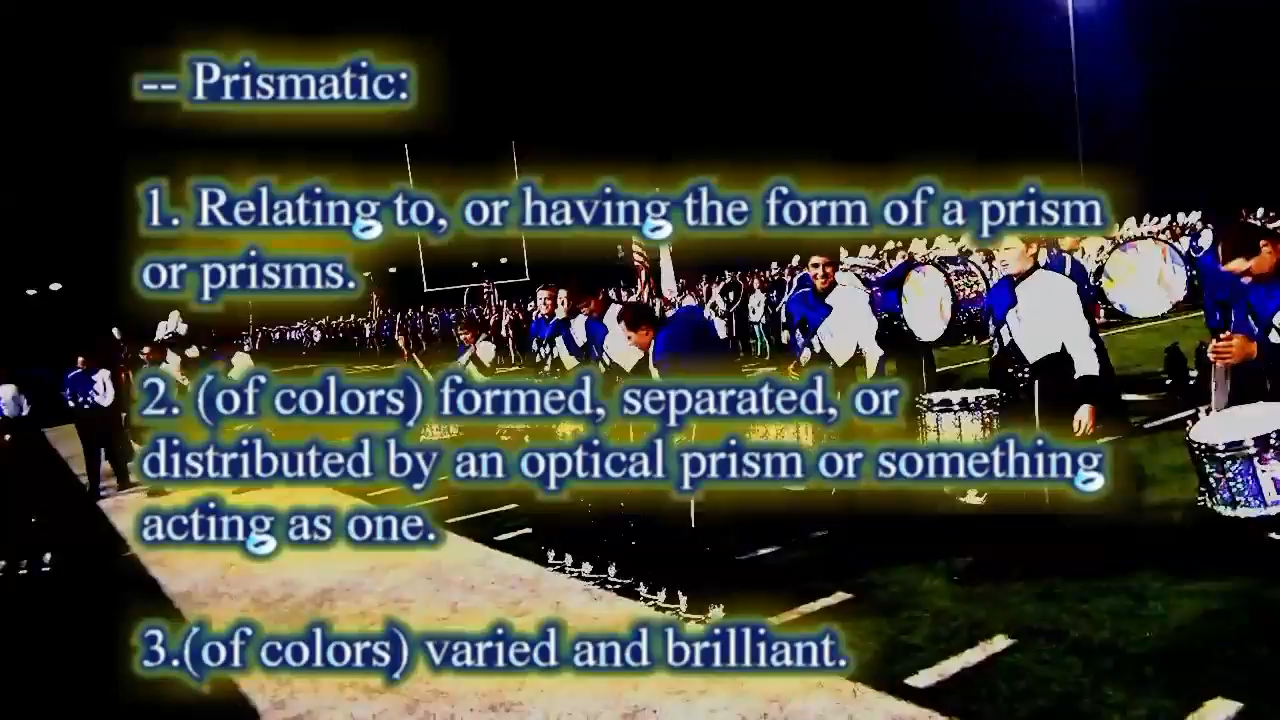 -- Prismatic:
1. Relating to, or having the form of a prism
or prisms.
2. (of colors) formed, separated, or
distributed by an optical prism or something
acting as one.
3.(of colors) varied and brilliant.